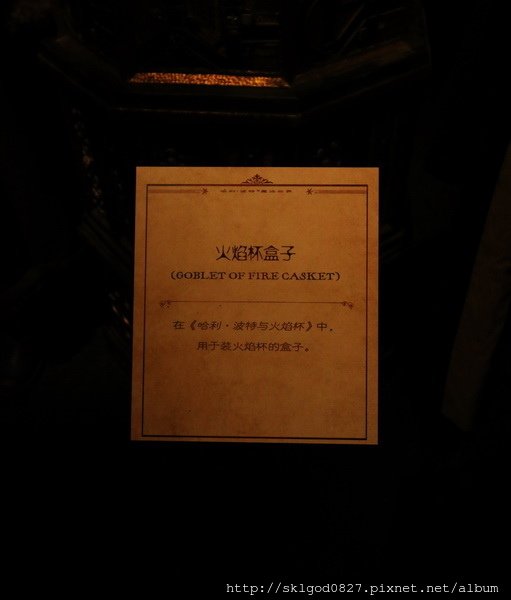 火焰杯盒子
(GOBLET OF FIRE CASKET)
在《哈利·波特与火焰杯》中，
用于装火焰杯的盒子。
http://sklgod0827.pixnet.net/album